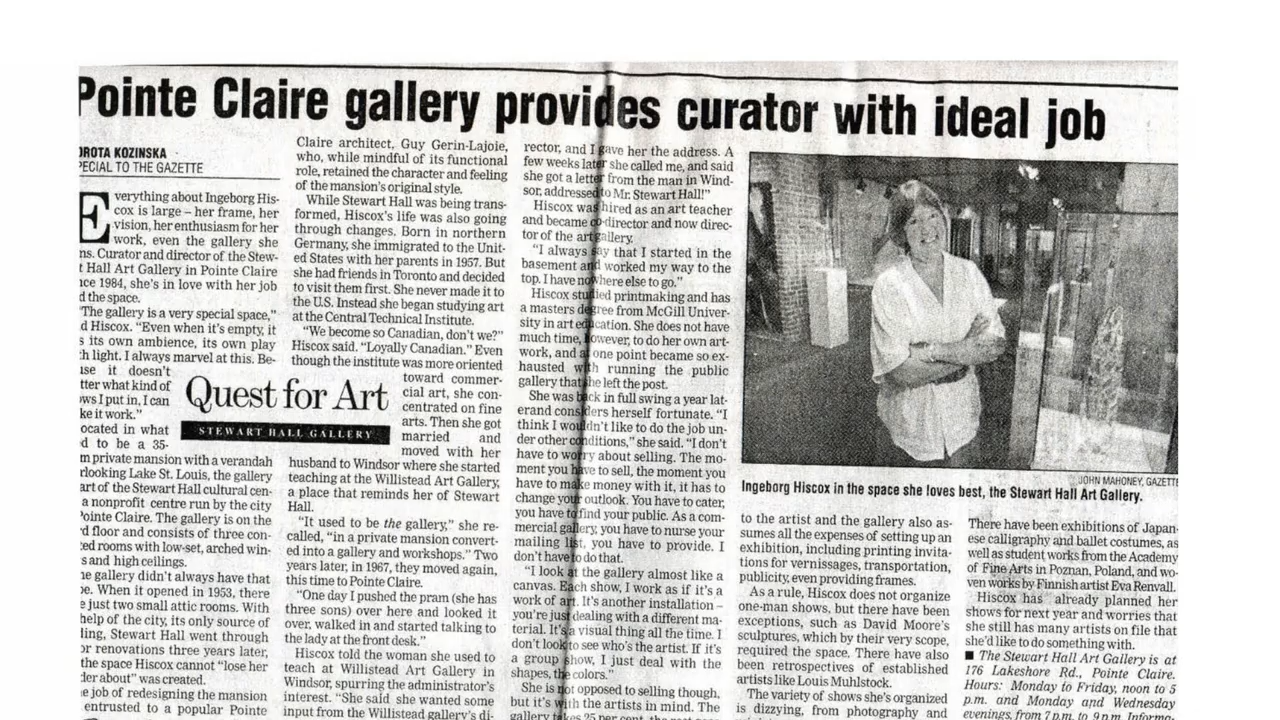 Pointe Claire gallery provides curator with ideal job
OROTA KOZINSKA
PECIAL TO THE GAZETTE
Everything about Ingeborg His-
cox is large – her frame, her
vision, her enthusiasm for her
work, even the gallery she
ns. Curator and director of the Stew-
t Hall Art Gallery in Pointe Claire
nce 1984, she's in love with her job
d the space.
"The gallery is a very special space,"
d Hiscox. "Even when it's empty, it
s its own ambience, its own play
h light. I always marvel at this. Be-
use it doesn't
tter what kind of
ws I put in, I can
ke it work."
ocated in what
d to be a 35-
m private mansion with a verandah
rlooking Lake St. Louis, the gallery
art of the Stewart Hall cultural cen-
a nonprofit centre run by the city
Pointe Claire. The gallery is on the
rd floor and consists of three con-
ted rooms with low-set, arched win-
s and high ceilings.
e gallery didn't always have that
pe. When it opened in 1953, there
e just two small attic rooms. With
help of the city, its only source of
ding, Stewart Hall went through
or renovations three years later,
the space Hiscox cannot "lose her
der about" was created.
e job of redesigning the mansion
entrusted to a popular Pointe
Quest for Art
STEWART HALL GALLERY
Claire architect, Guy Gerin-Lajoie,
who, while mindful of its functional
role, retained the character and feeling
of the mansion's original style.
While Stewart Hall was being trans-
formed, Hiscox's life was also going
through changes. Born in northern
Germany, she immigrated to the Unit-
ed States with her parents in 1957. But
she had friends in Toronto and decided
to visit them first. She never made it to
the U.S. Instead she began studying art
at the Central Technical Institute.
"We become so Canadian, don't we?"
Hiscox said. "Loyally Canadian." Even
though the institute was more oriented
toward commer-
cial art, she con-
centrated on fine
arts. Then she got
married and
moved with her
husband to Windsor where she started
teaching at the Willistead Art Gallery,
a place that reminds her of Stewart
Hall.
"It used to be the gallery," she re-
called, "in a private mansion convert-
ed into a gallery and workshops." Two
years later, in 1967, they moved again,
this time to Pointe Claire.
"One day I pushed the pram (she has
three sons) over here and looked it
over, walked in and started talking to
the lady at the front desk."
Hiscox told the woman she used to
teach at Willistead Art Gallery in
Windsor, spurring the administrator's
interest. "She said she wanted some
input from the Willistead gallery's di-
rector, and I gave her the address. A
few weeks later she called me, and said
she got a letter from the man in Wind-
sor, addressed to Mr. Stewart Hall!"
Hiscox was hired as an art teacher
and became co-director and now direc-
tor of the art gallery.
"I always say that I started in the
basement and worked my way to the
top. I have nowhere else to go."
Hiscox studied printmaking and has
a masters degree from McGill Univer-
sity in art education. She does not have
much time, however, to do her own art-
work, and at one point became so ex-
hausted with running the public
gallery that she left the post.
She was back in full swing a year lat-
er and considers herself fortunate. "I
think I wouldn't like to do the job un-
der other conditions," she said. "I don't
have to worry about selling. The mo-
ment you have to sell, the moment you
have to make money with it, it has to
change your outlook. You have to cater,
you have to find your public. As a com-
mercial gallery, you have to nurse your
mailing list, you have to provide. I
don't have to do that.
"I look at the gallery almost like a
canvas. Each show, I work as if it's a
work of art. It's another installation –
you're just dealing with a different ma-
terial. It's a visual thing all the time. I
don't look to see who's the artist. If it's
a group show, I just deal with the
shapes, the colors."
She is not opposed to selling though,
but it's with the artists in mind. The
gallery takes 25 per cent, the rest goes
JOHN MAHONEY, GAZETTE
Ingeborg Hiscox in the space she loves best, the Stewart Hall Art Gallery.
to the artist and the gallery also as-
sumes all the expenses of setting up an
exhibition, including printing invita-
tions for vernissages, transportation,
publicity, even providing frames.
As a rule, Hiscox does not organize
one-man shows, but there have been
exceptions, such as David Moore's
sculptures, which by their very scope,
required the space. There have also
been retrospectives of established
artists like Louis Muhlstock.
The variety of shows she's organized
is dizzying, from photography and
There have been exhibitions of Japan-
ese calligraphy and ballet costumes, as
well as student works from the Academy
of Fine Arts in Poznan, Poland, and wo-
ven works by Finnish artist Eva Renvall.
Hiscox has already planned her
shows for next year and worries that
she still has many artists on file that
she'd like to do something with.
■ The Stewart Hall Art Gallery is at
176 Lakeshore Rd., Pointe Claire.
Hours: Monday to Friday, noon to 5
p.m. and Monday and Wednesday
evenings, from 7 p.m. to 9 p.m. Informa-